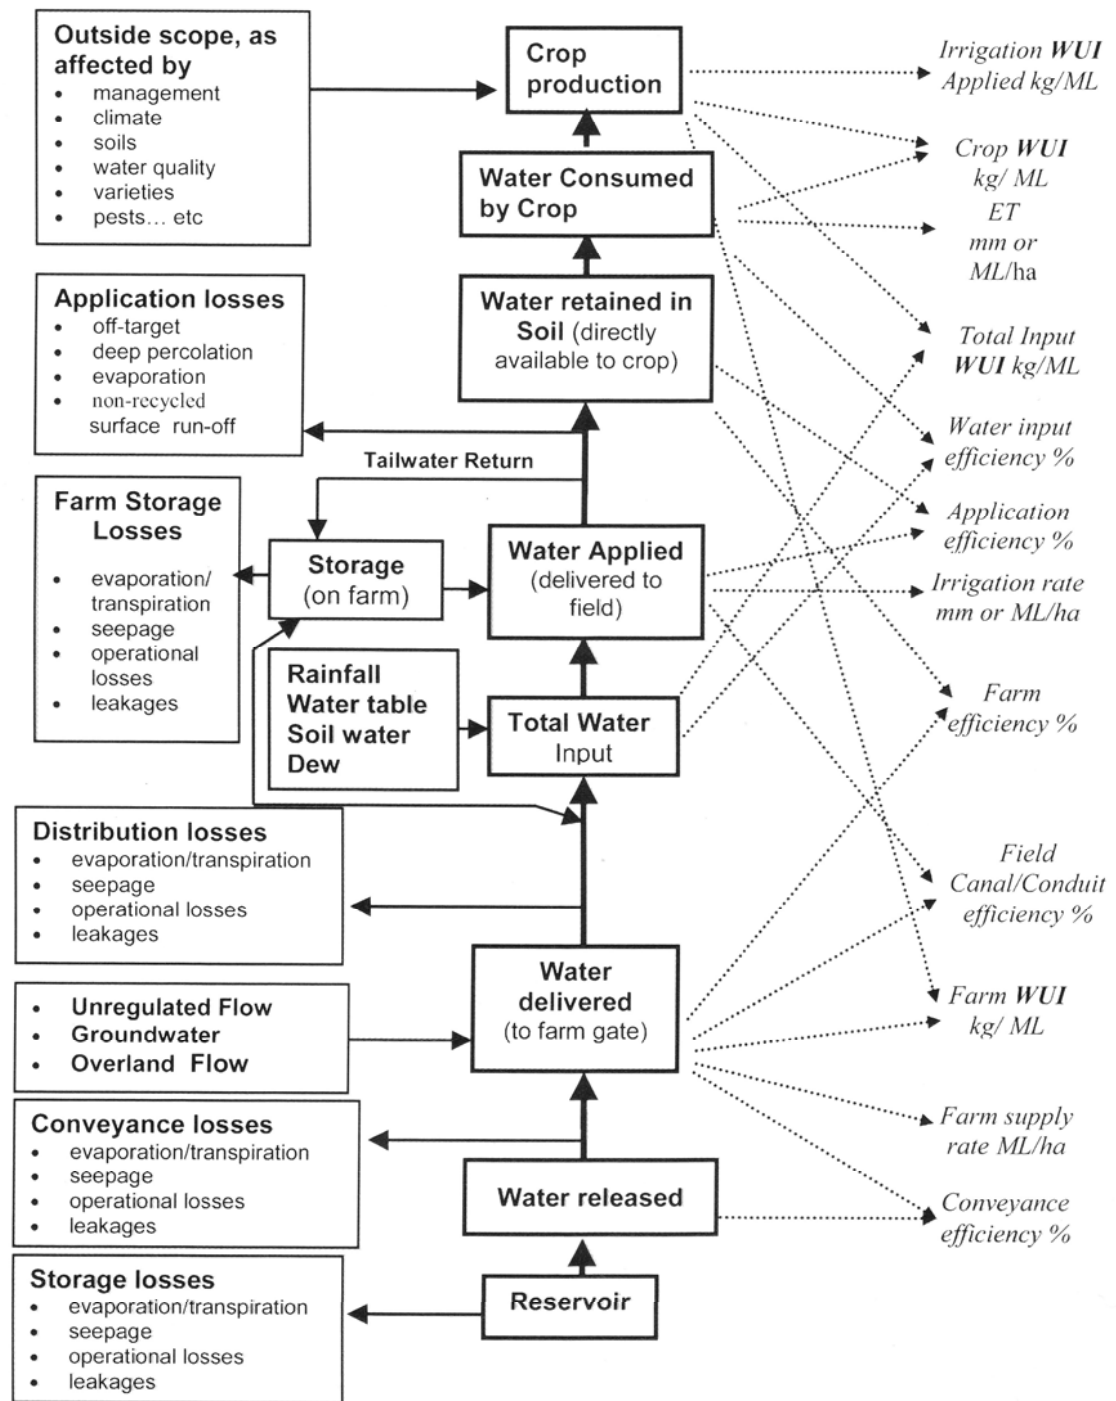 Outside scope, as
affected by
• management
• climate
• soils
• water quality
• varieties
• pests... etc
Crop
production
Irrigation WUI
Applied kg/ML
Water Consumed
by Crop
Crop WUI
kg/ ML
ET
mm or
ML/ha
Application losses
• off-target
• deep percolation
• evaporation
• non-recycled
surface run-off
Water retained in
Soil (directly
available to crop)
Total Input
WUI kg/ML
Tailwater Return
Water input
efficiency %
Farm Storage
Losses
• evaporation/
transpiration
• seepage
• operational
losses
• leakages
Storage
(on farm)
Water Applied
(delivered to
field)
Application
efficiency %
Irrigation rate
mm or ML/ha
Rainfall
Water table
Soil water
Dew
Total Water
Input
Farm
efficiency %
Distribution losses
• evaporation/transpiration
• seepage
• operational losses
• leakages
Field
Canal/Conduit
efficiency %
• Unregulated Flow
• Groundwater
• Overland Flow
Water
delivered
(to farm gate)
Farm WUI
kg/ ML
Conveyance losses
• evaporation/transpiration
• seepage
• operational losses
• leakages
Water released
Farm supply
rate ML/ha
Conveyance
efficiency %
Storage losses
• evaporation/transpiration
• seepage
• operational losses
• leakages
Reservoir